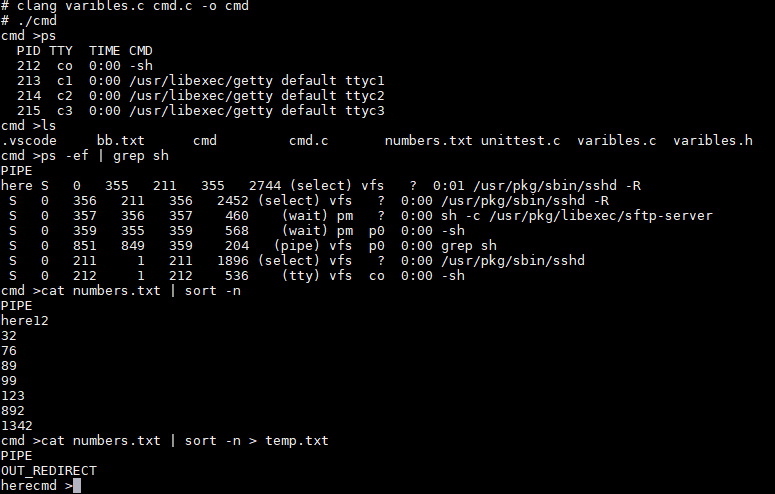 # clang varibles.c cmd.c -o cmd
# ./cmd
cmd >ps
  PID TTY  TIME CMD
  212  co  0:00 -sh
  213  c1  0:00 /usr/libexec/getty default ttyc1
  214  c2  0:00 /usr/libexec/getty default ttyc2
  215  c3  0:00 /usr/libexec/getty default ttyc3
cmd >ls
.vscode     bb.txt      cmd         cmd.c       numbers.txt unittest.c  varibles.c  varibles.h
cmd >ps -ef | grep sh
PIPE
here S   0   355   211   355   2744 (select) vfs   ?  0:01 /usr/pkg/sbin/sshd -R
 S   0   356   211   356   2452 (select) vfs   ?  0:00 /usr/pkg/sbin/sshd -R
 S   0   357   356   357    460    (wait) pm   ?  0:00 sh -c /usr/pkg/libexec/sftp-server
 S   0   359   355   359    568    (wait) pm  p0  0:00 -sh
 S   0   851   849   359    204    (pipe) vfs  p0  0:00 grep sh
 S   0   211     1   211   1896 (select) vfs   ?  0:00 /usr/pkg/sbin/sshd
 S   0   212     1   212    536     (tty) vfs  co  0:00 -sh
cmd >cat numbers.txt | sort -n
PIPE
here12
32
76
89
99
123
892
1342
cmd >cat numbers.txt | sort -n > temp.txt
PIPE
OUT_REDIRECT
herecmd >